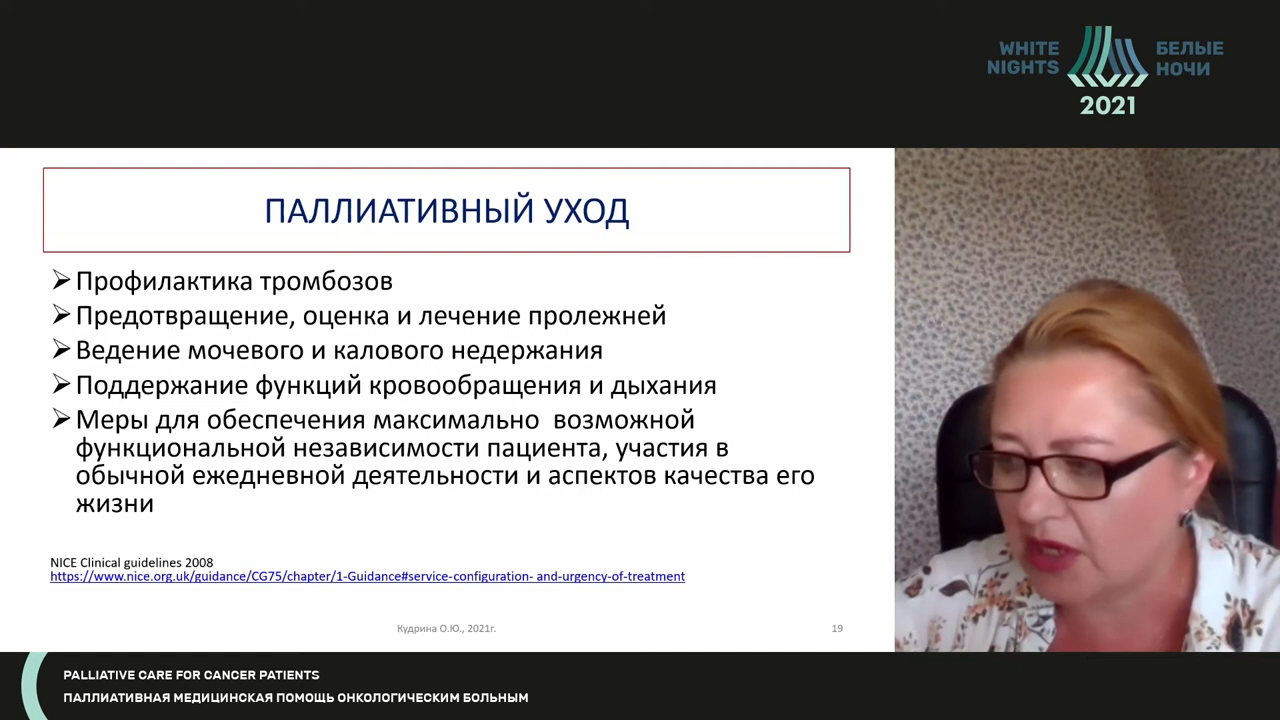 WHITE
NIGHTS
БЕЛЫЕ
НОЧИ
2021
ПАЛЛИАТИВНЫЙ УХОД
Профилактика тромбозов
Предотвращение, оценка и лечение пролежней
Ведение мочевого и калового недержания
Поддержание функций кровообращения и дыхания
Меры для обеспечения максимально  возможной
функциональной независимости пациента, участия в
обычной ежедневной деятельности и аспектов качества его
жизни
NICE Clinical guidelines 2008
https://www.nice.org.uk/guidance/CG75/chapter/1-Guidance#service-configuration- and-urgency-of-treatment
Кудрина О.Ю., 2021г.
19
PALLIATIVE CARE FOR CANCER PATIENTS
ПАЛЛИАТИВНАЯ МЕДИЦИНСКАЯ ПОМОЩЬ ОНКОЛОГИЧЕСКИМ БОЛЬНЫМ